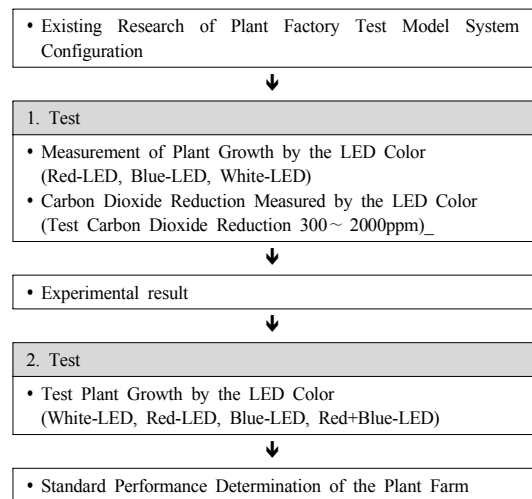 • Existing Research of Plant Factory Test Model System
Configuration
1. Test
• Measurement of Plant Growth by the LED Color
(Red-LED, Blue-LED, White-LED)
• Carbon Dioxide Reduction Measured by the LED Color
(Test Carbon Dioxide Reduction 300～ 2000ppm)_
• Experimental result
2. Test
• Test Plant Growth by the LED Color
(White-LED, Red-LED, Blue-LED, Red+Blue-LED)
• Standard Performance Determination of the Plant Farm